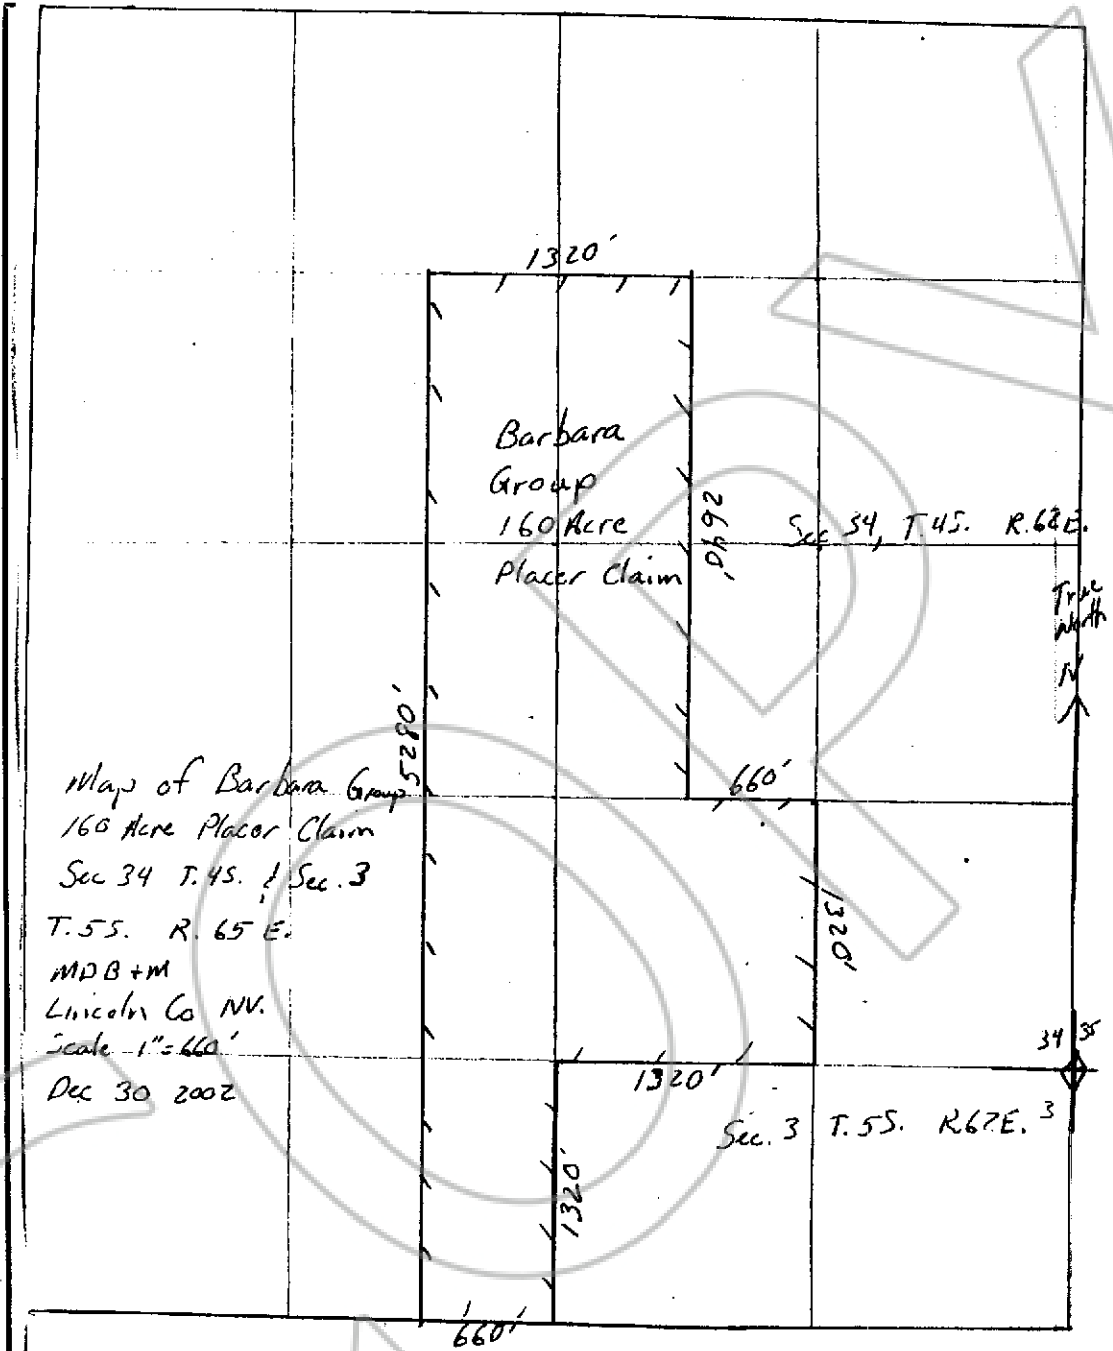 1320'
Barbara
Group
160 Acre
Placer Claim
2640'
Sec 34, T.4S. R.62E.
True
North
N
5280'
660'
Map of Barbara Group
160 Acre Placer Claim
Sec 34 T.4S. & Sec. 3
T.5S. R. 65 E.
MDB+M
Lincoln Co NV.
Scale 1"=660'
Dec 30 2002
1320'
34 35
1320'
Sec. 3 T.5S. R62E. 3
1320'
660'